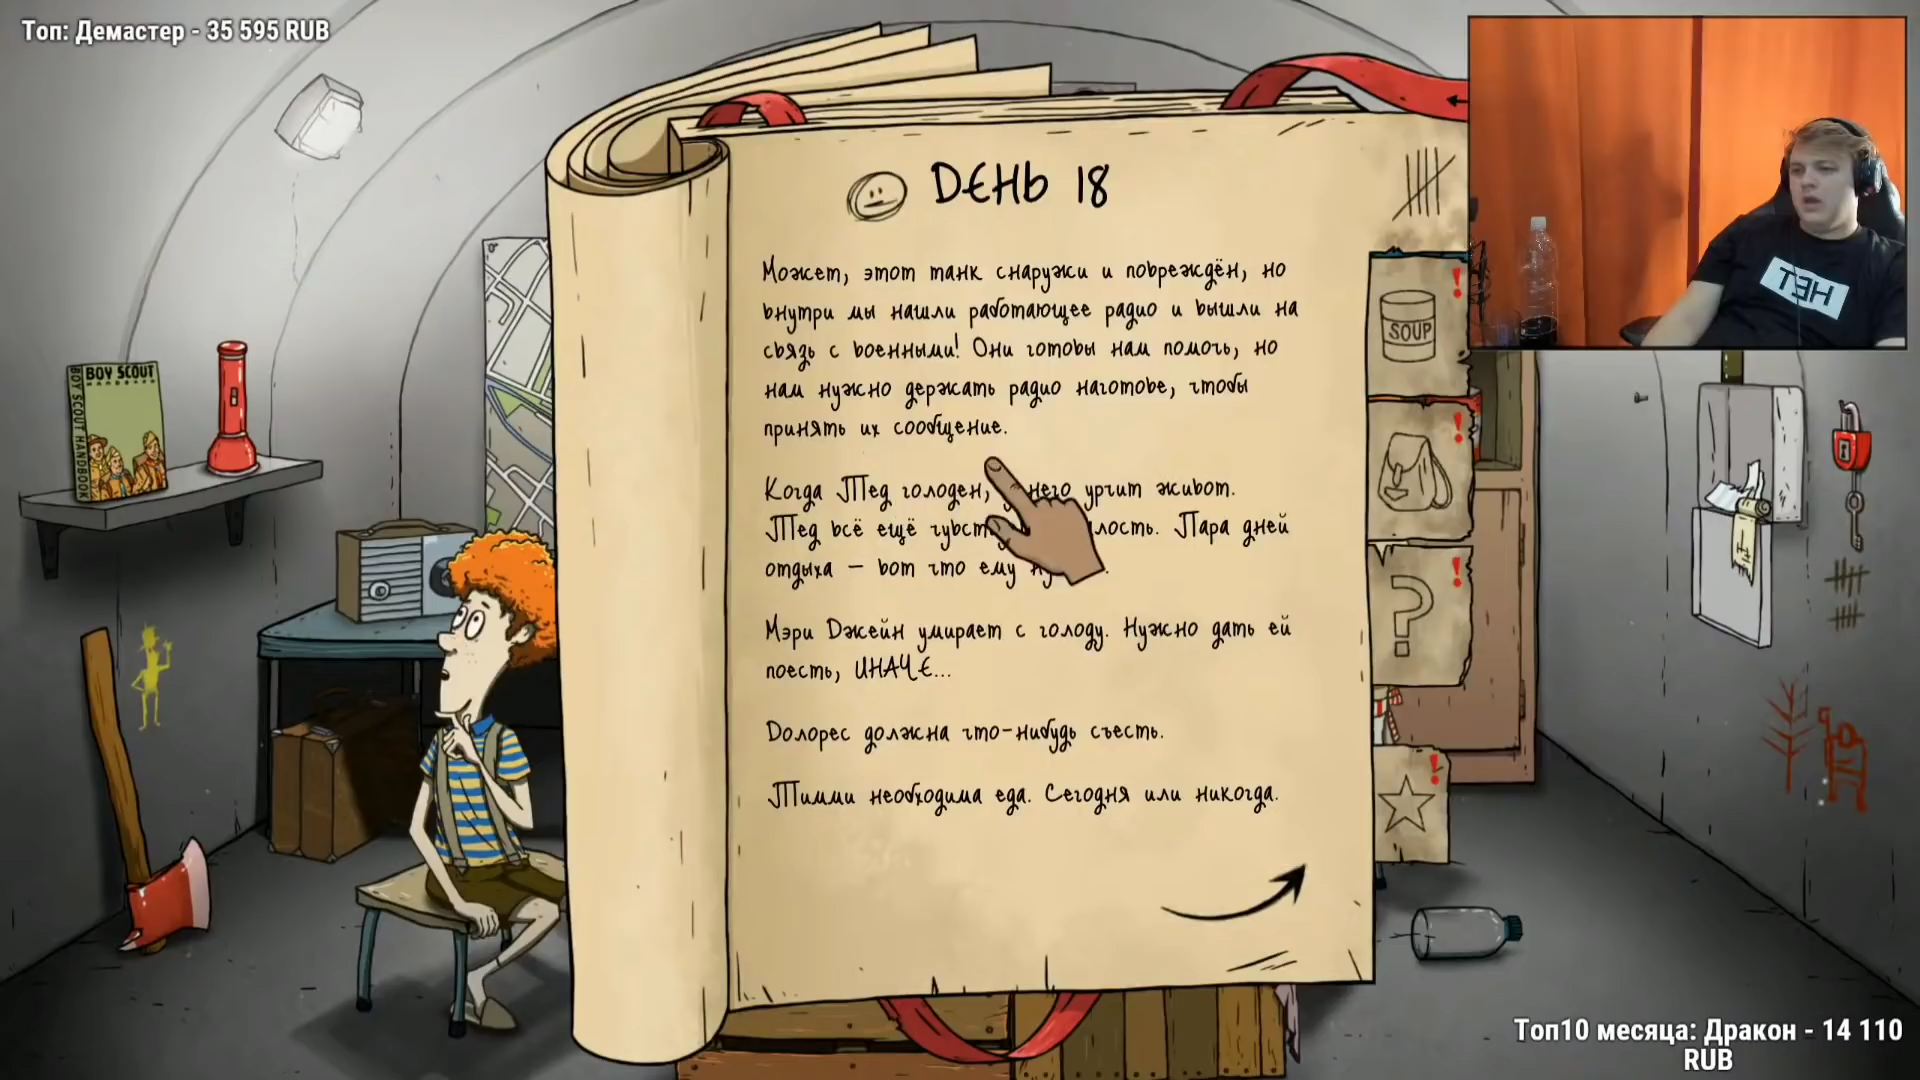 Топ: Демастер - 35 595 RUB
ДЕНЬ 18
Может, этот танк снаружи и повреждён, но
внутри мы нашли работающее радио и вышли на
связь с военными! Они готовы нам помочь, но
нам нужно держать радио наготове, чтобы
принять их сообщение.
Когда Тед голоден, него урчит живот.
Тед всё ещё Пара дней
отдыха — вот что ему
Мэри Джейн умирает с голоду. Нужно дать ей
поесть, ИНАЧЕ...
Долорес должна что-нибудь съесть.
Тимми необходима еда. Сегодня или никогда.
SOUP
BOY SCOUT
HANDBOOK
BOY SCOUT HANDBOOK
НЕТ
Топ10 месяца: Дракон - 14 110
RUB